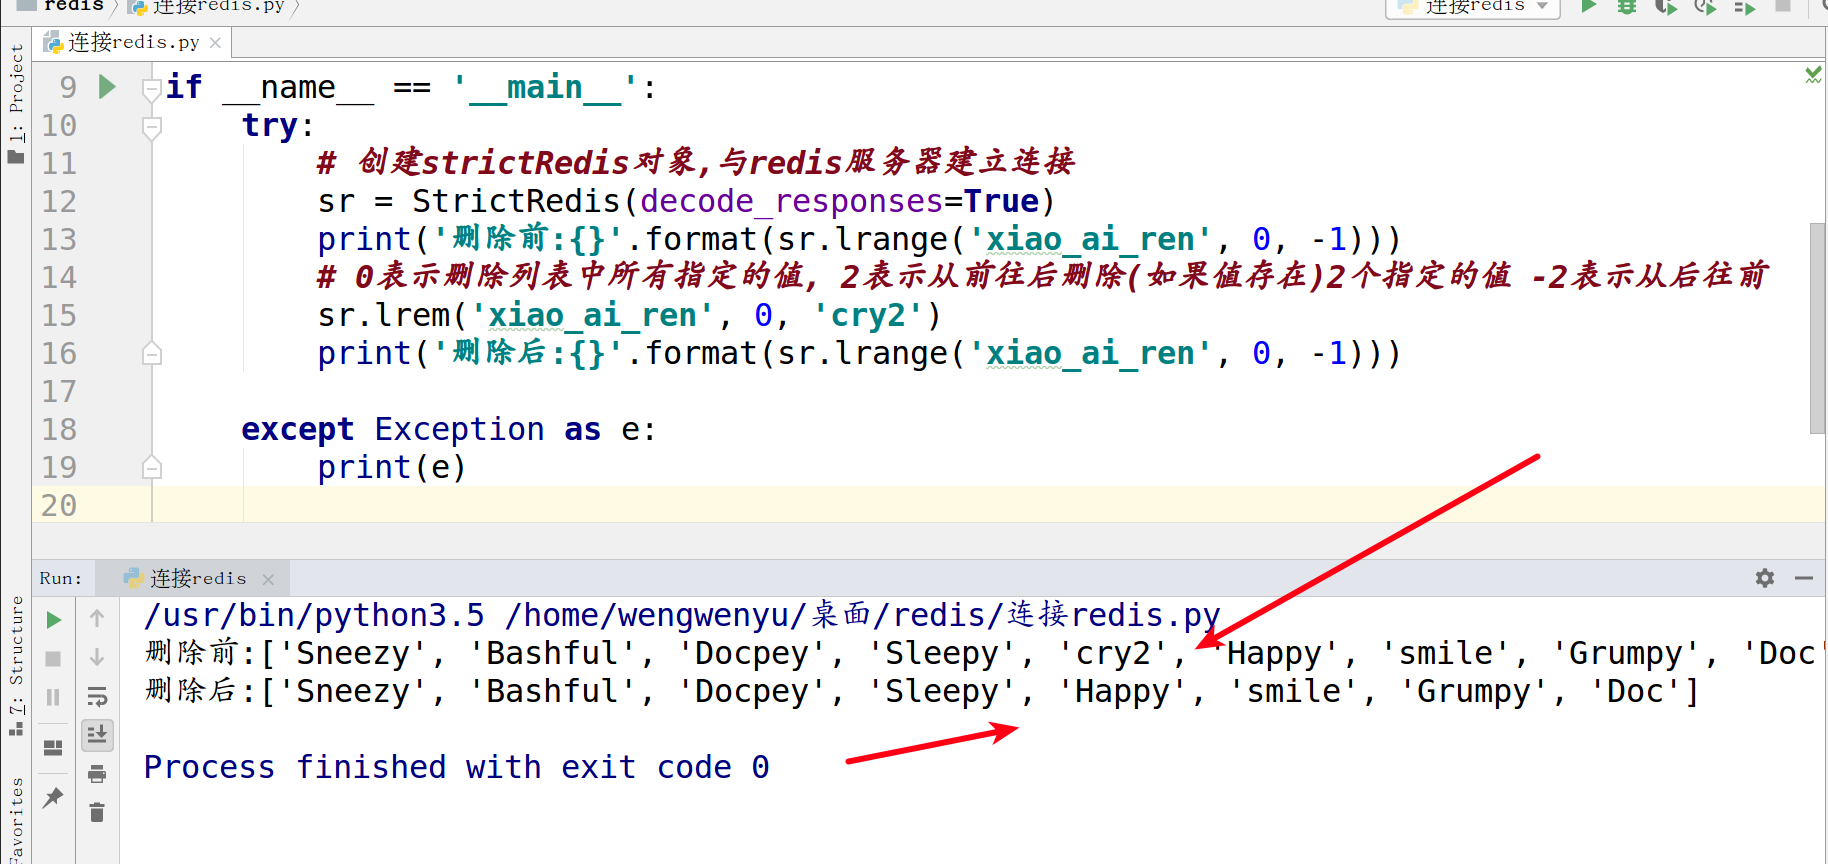 redis 连接redis.py 连接redis
连接redis.py
1: Project
9 if __name__ == '__main__':
10 try:
11 # 创建strictRedis对象,与redis服务器建立连接
12 sr = StrictRedis(decode_responses=True)
13 print('删除前:{}'.format(sr.lrange('xiao_ai_ren', 0, -1)))
14 # 0表示删除列表中所有指定的值, 2表示从前往后删除(如果值存在)2个指定的值 -2表示从后往前
15 sr.lrem('xiao_ai_ren', 0, 'cry2')
16 print('删除后:{}'.format(sr.lrange('xiao_ai_ren', 0, -1)))
17
18 except Exception as e:
19 print(e)
20
Run: 连接redis
7: Structure
Favorites
/usr/bin/python3.5 /home/wengwenyu/桌面/redis/连接redis.py
删除前:['Sneezy', 'Bashful', 'Docpey', 'Sleepy', 'cry2', 'Happy', 'smile', 'Grumpy', 'Doc'
删除后:['Sneezy', 'Bashful', 'Docpey', 'Sleepy', 'Happy', 'smile', 'Grumpy', 'Doc']
Process finished with exit code 0